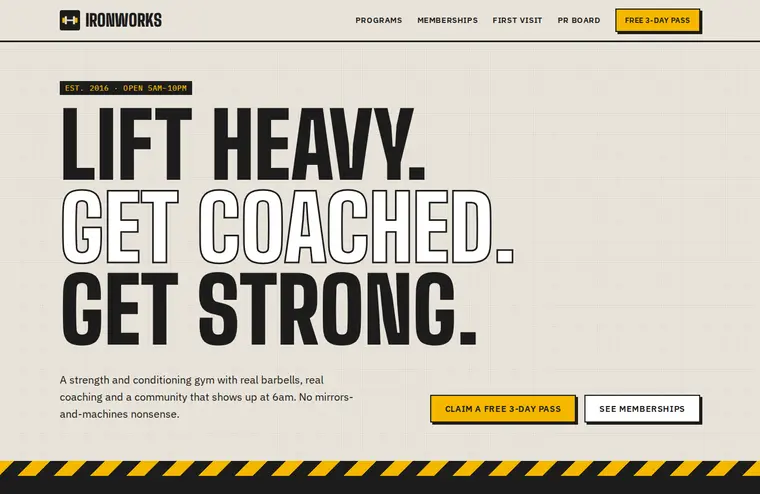 IRONWORKS
PROGRAMS
MEMBERSHIPS
FIRST VISIT
PR BOARD
FREE 3-DAY PASS
EST. 2016 · OPEN 5AM–10PM
LIFT HEAVY.
GET COACHED.
GET STRONG.
A strength and conditioning gym with real barbells, real
coaching and a community that shows up at 6am. No mirrors-
and-machines nonsense.
CLAIM A FREE 3-DAY PASS
SEE MEMBERSHIPS